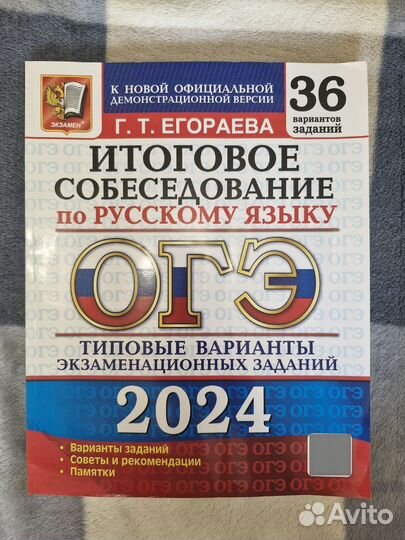 К НОВОЙ ОФИЦИАЛЬНОЙ
ДЕМОНСТРАЦИОННОЙ ВЕРСИИ
ЭКЗАМЕН
36
вариантов
заданий
Г. Т. ЕГОРАЕВА
ИТОГОВОЕ
СОБЕСЕДОВАНИЕ
по РУССКОМУ ЯЗЫКУ
ОГЭ
ТИПОВЫЕ ВАРИАНТЫ
ЭКЗАМЕНАЦИОННЫХ ЗАДАНИЙ
2024
• Варианты заданий
• Советы и рекомендации
• Памятки
Avito